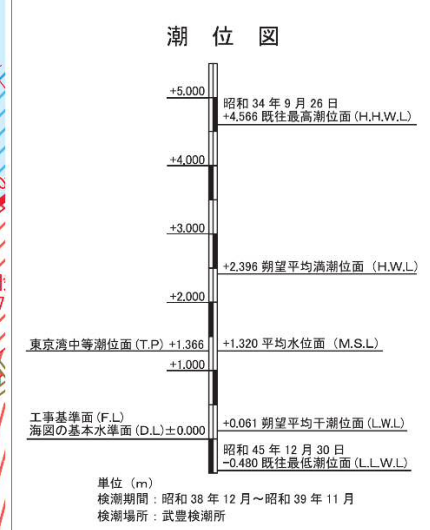 潮位図
+5.000
昭和 34 年 9 月 26 日
+4.566 既往最高潮位面 (H.H.W.L)
+4.000
+3.000
+2.396 朔望平均満潮位面 (H.W.L)
+2.000
東京湾中等潮位面 (T.P) +1.366
+1.320 平均水位面 (M.S.L)
+1.000
工事基準面 (F.L)
海図の基本水準面 (D.L) ±0.000
+0.061 朔望平均干潮位面 (L.W.L)
昭和 45 年 12 月 30 日
-0.480 既往最低潮位面 (L.L.W.L)
単位 (m)
検潮期間：昭和 38 年 12 月～昭和 39 年 11 月
検潮場所：武豊検潮所